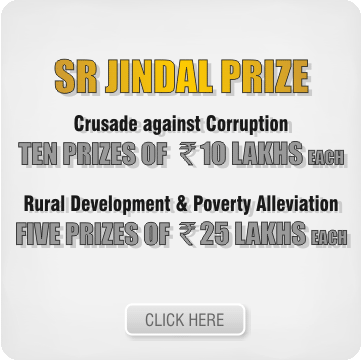 SR JINDAL PRIZE
Crusade against Corruption
TEN PRIZES OF ₹ 10 LAKHS EACH
Rural Development & Poverty Alleviation
FIVE PRIZES OF ₹ 25 LAKHS EACH
CLICK HERE